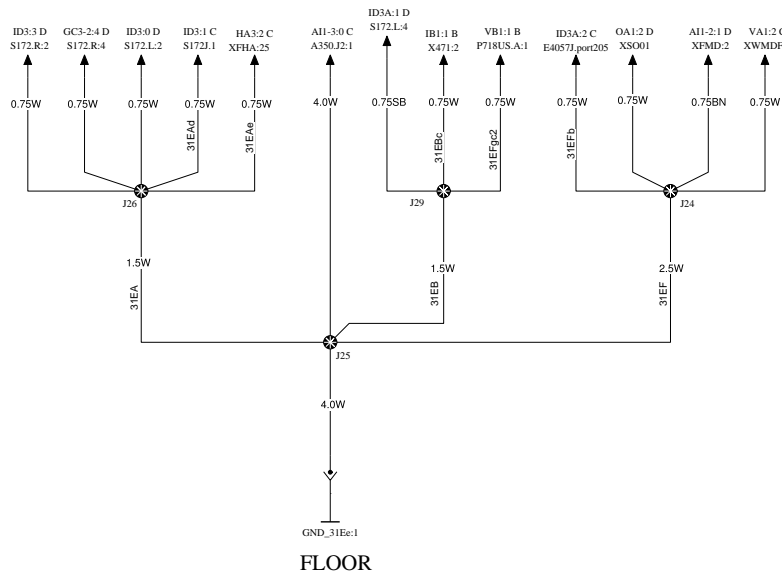 ID3:3 D
S172.R:2
GC3-2:4 D
S172.R:4
ID3:0 D
S172.L:2
ID3:1 C
S172J.1
HA3:2 C
XFHA:25
AI1-3:0 C
A350.J2:1
ID3A:1 D
S172.L:4
IB1:1 B
X471:2
VB1:1 B
P718US.A:1
ID3A:2 C
E4057J.port205
OA1:2 D
XSO01
AI1-2:1 D
XFMD:2
VA1:2 C
XWMDF
0.75W
0.75W
0.75W
0.75W
0.75W
4.0W
0.75SB
0.75W
0.75W
0.75W
0.75W
0.75BN
0.75W
31EAd
31EAe
31EBc
31EFgc2
31EFb
J26
J29
J24
1.5W
1.5W
2.5W
31EA
31EB
31EF
J25
4.0W
GND_31Ee:1
FLOOR